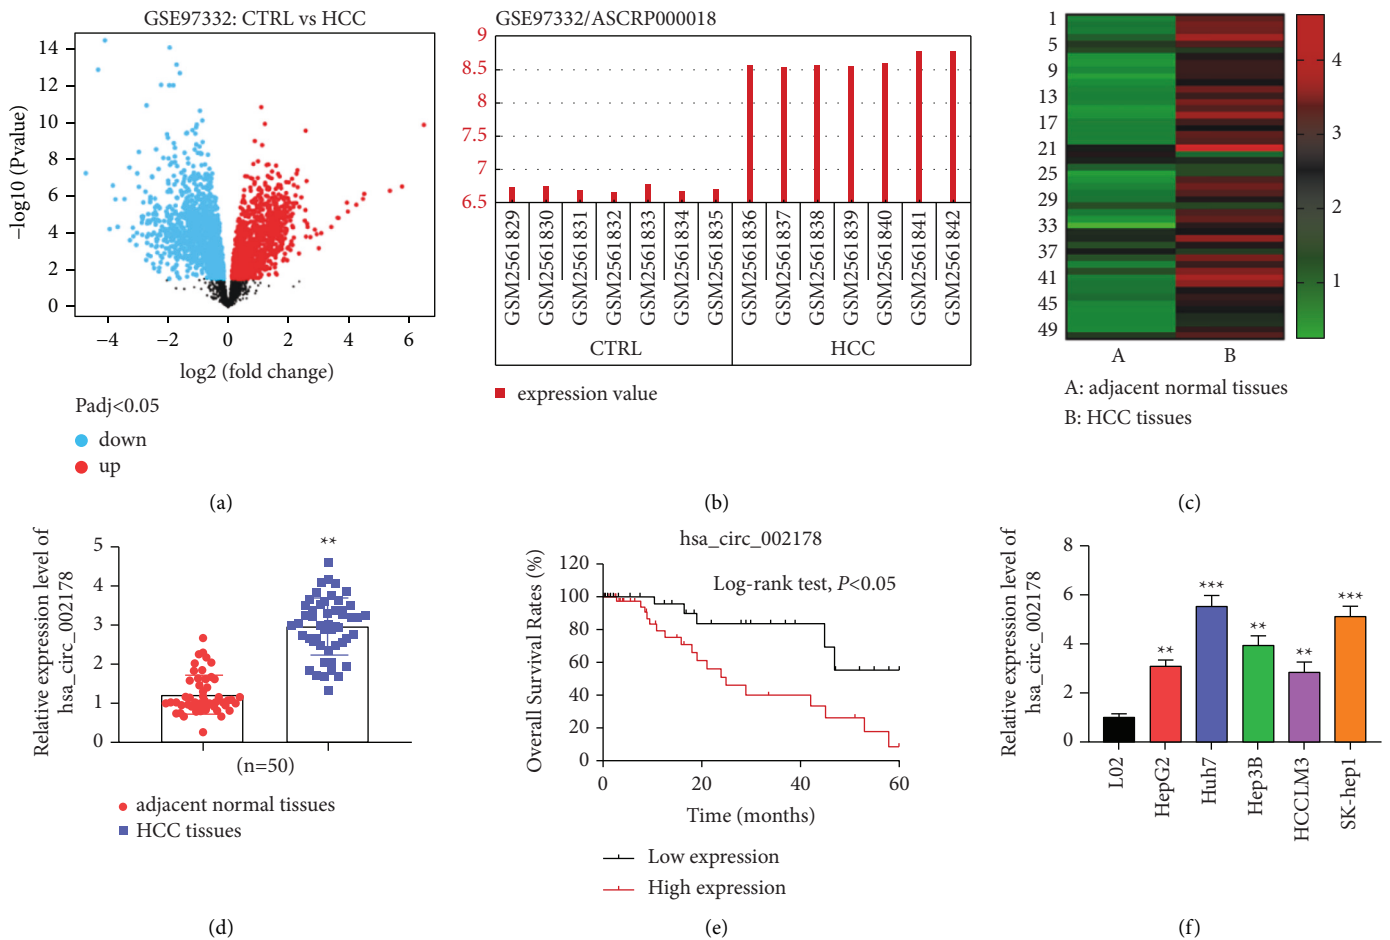 GSE97332: CTRL vs HCC
14
12
10
8
6
4
2
0
−log10 (Pvalue)
−4
−2
0
2
4
6
log2 (fold change)
Padj<0.05
down
up
(a)
GSE97332/ASCRP000018
9
8.5
8
7.5
7
6.5
GSM2561829
GSM2561830
GSM2561831
GSM2561832
GSM2561833
GSM2561834
GSM2561835
GSM2561836
GSM2561837
GSM2561838
GSM2561839
GSM2561840
GSM2561841
GSM2561842
CTRL
HCC
expression value
(b)
1
5
9
13
17
21
25
29
33
37
41
45
49
A
B
4
3
2
1
A: adjacent normal tissues
B: HCC tissues
(c)
Relative expression level of
hsa_circ_002178
5
4
3
2
1
0
**
(n=50)
adjacent normal tissues
HCC tissues
(d)
hsa_circ_002178
Log-rank test, P<0.05
Overall Survival Rates (%)
120
100
80
60
40
20
0
0
20
40
60
Time (months)
Low expression
High expression
(e)
Relative expression level of
hsa_circ_002178
8
6
4
2
0
**
***
**
**
***
L02
HepG2
Huh7
Hep3B
HCCLM3
SK-hep1
(f)